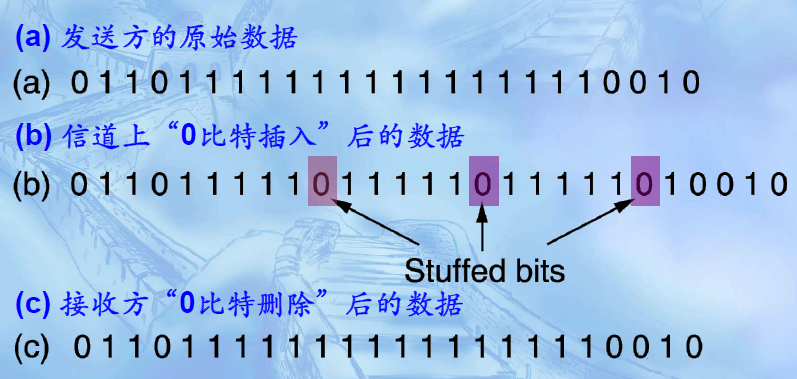 (a) 发送方的原始数据
(a) 0 1 1 0 1 1 1 1 1 1 1 1 1 1 1 1 1 1 1 1 0 0 1 0
(b) 信道上“0比特插入”后的数据
(b) 0 1 1 0 1 1 1 1 1 0 1 1 1 1 1 0 1 1 1 1 1 0 1 0 0 1 0
Stuffed bits
(c) 接收方“0比特删除”后的数据
(c) 0 1 1 0 1 1 1 1 1 1 1 1 1 1 1 1 1 1 1 1 0 0 1 0